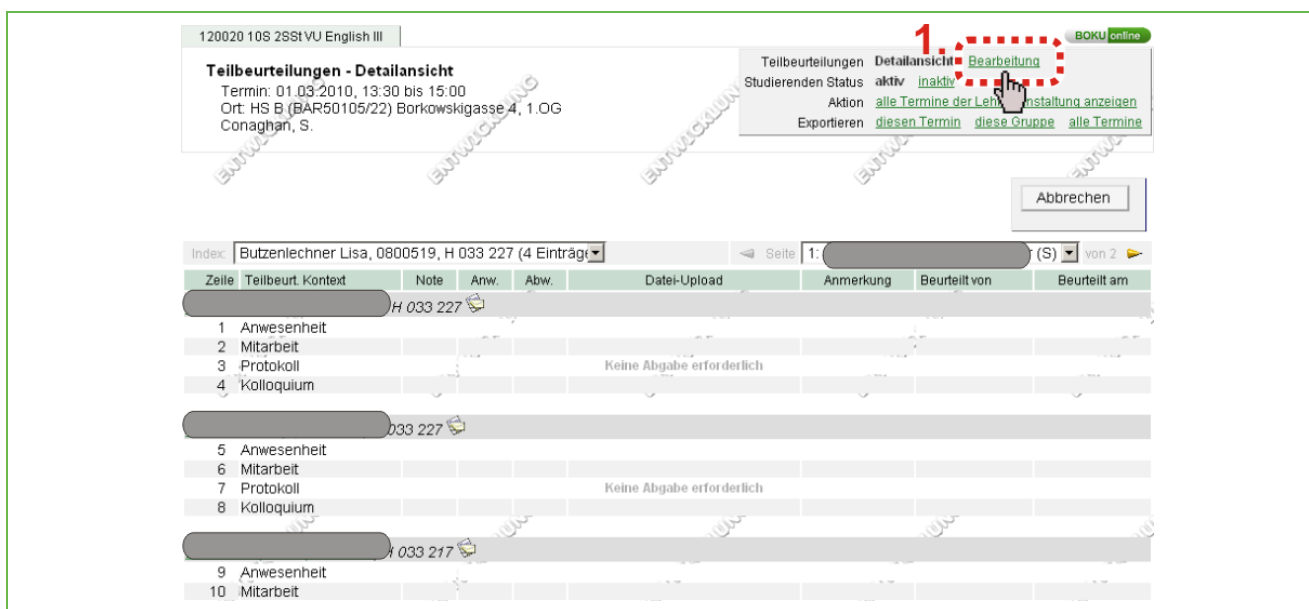 120020 10S 2SSt VU English III
1.
BOKU online
Teilbeurteilungen - Detailansicht
Termin: 01.03.2010, 13:30 bis 15:00
Ort: HS B (BAR50105/22) Borkowskigasse 4, 1.OG
Conaghan, S.
Teilbeurteilungen Detailansicht Bearbeitung
Studierenden Status aktiv inaktiv
Aktion alle Termine der anzeigen
Exportieren diesen Termin diese Gruppe alle Termine
ENTWICKLUNG ENTWICKLUNG ENTWICKLUNG ENTWICKLUNG ENTWICKLUNG
Abbrechen
Index: Butzenlechner Lisa, 0800519, H 033 227 (4 Einträge Seite 1: (S) von 2
Zeile Teilbeurt. Kontext Note Anw. Abw. Datei-Upload Anmerkung Beurteilt von Beurteilt am
H 033 227
1 Anwesenheit
2 Mitarbeit
3 Protokoll Keine Abgabe erforderlich
4 Kolloquium
033 227
5 Anwesenheit
6 Mitarbeit
7 Protokoll Keine Abgabe erforderlich
8 Kolloquium
H 033 217
9 Anwesenheit
10 Mitarbeit